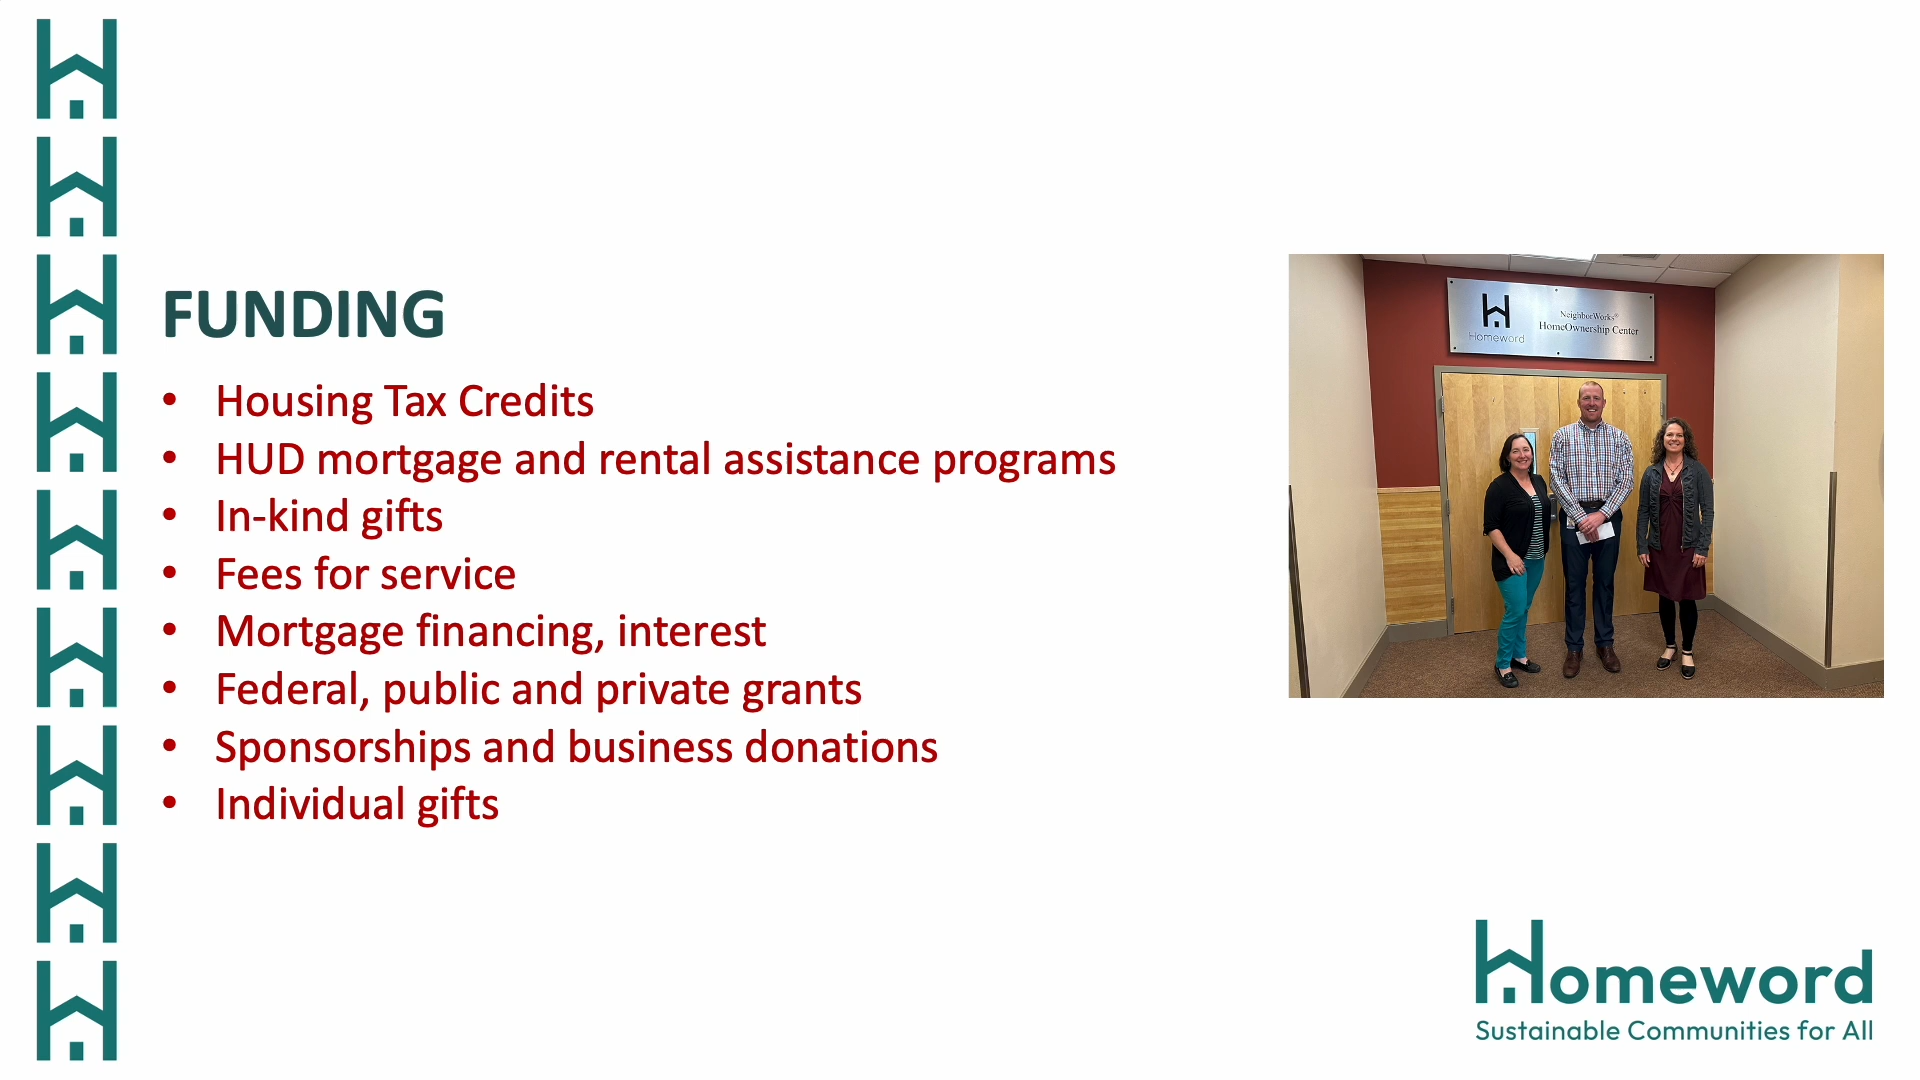 FUNDING
• Housing Tax Credits
• HUD mortgage and rental assistance programs
• In-kind gifts
• Fees for service
• Mortgage financing, interest
• Federal, public and private grants
• Sponsorships and business donations
• Individual gifts
Homeword
NeighborWorks®
HomeOwnership Center
Homeword
Sustainable Communities for All